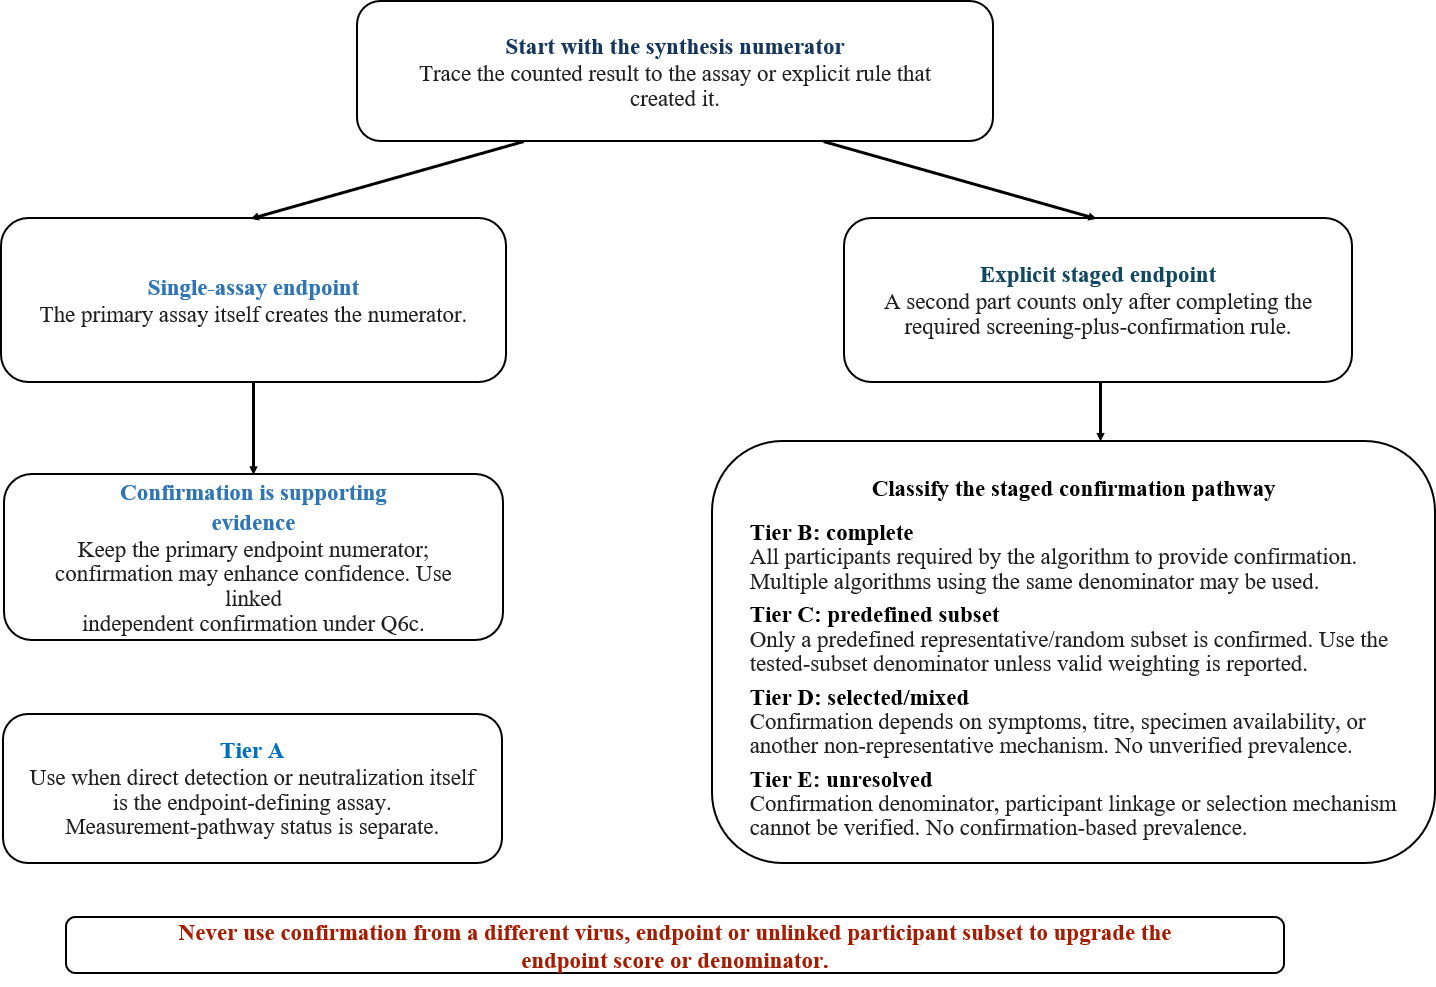 Start with the synthesis numerator
Trace the counted result to the assay or explicit rule that
created it.
Single-assay endpoint
The primary assay itself creates the numerator.
Explicit staged endpoint
A second part counts only after completing the
required screening-plus-confirmation rule.
Confirmation is supporting
evidence
Keep the primary endpoint numerator;
confirmation may enhance confidence. Use
linked
independent confirmation under Q6c.
Tier A
Use when direct detection or neutralization itself
is the endpoint-defining assay.
Measurement-pathway status is separate.
Classify the staged confirmation pathway
Tier B: complete
All participants required by the algorithm to provide confirmation.
Multiple algorithms using the same denominator may be used.
Tier C: predefined subset
Only a predefined representative/random subset is confirmed. Use the
tested-subset denominator unless valid weighting is reported.
Tier D: selected/mixed
Confirmation depends on symptoms, titre, specimen availability, or
another non-representative mechanism. No unverified prevalence.
Tier E: unresolved
Confirmation denominator, participant linkage or selection mechanism
cannot be verified. No confirmation-based prevalence.
Never use confirmation from a different virus, endpoint or unlinked participant subset to upgrade the
endpoint score or denominator.